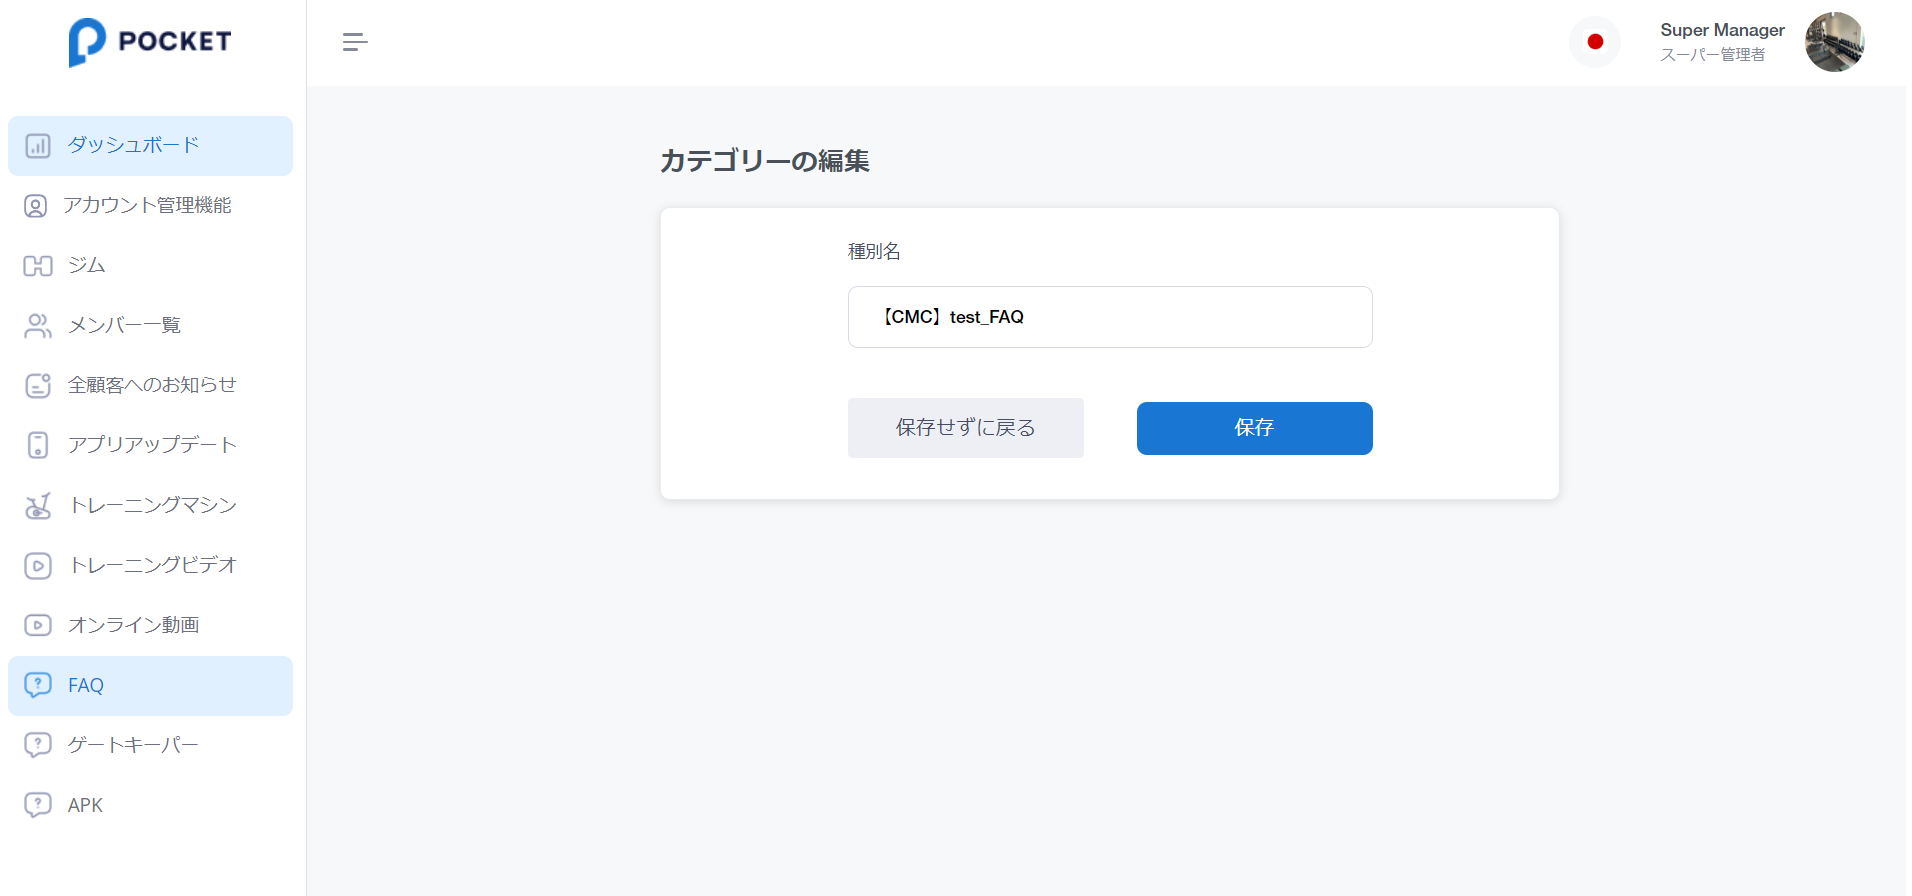 POCKET
Super Manager
スーパー管理者
ダッシュボード
アカウント管理機能
ジム
メンバー一覧
全顧客へのお知らせ
アプリアップデート
トレーニングマシン
トレーニングビデオ
オンライン動画
FAQ
ゲートキーパー
APK
カテゴリーの編集
種別名
【CMC】test_FAQ
保存せずに戻る
保存